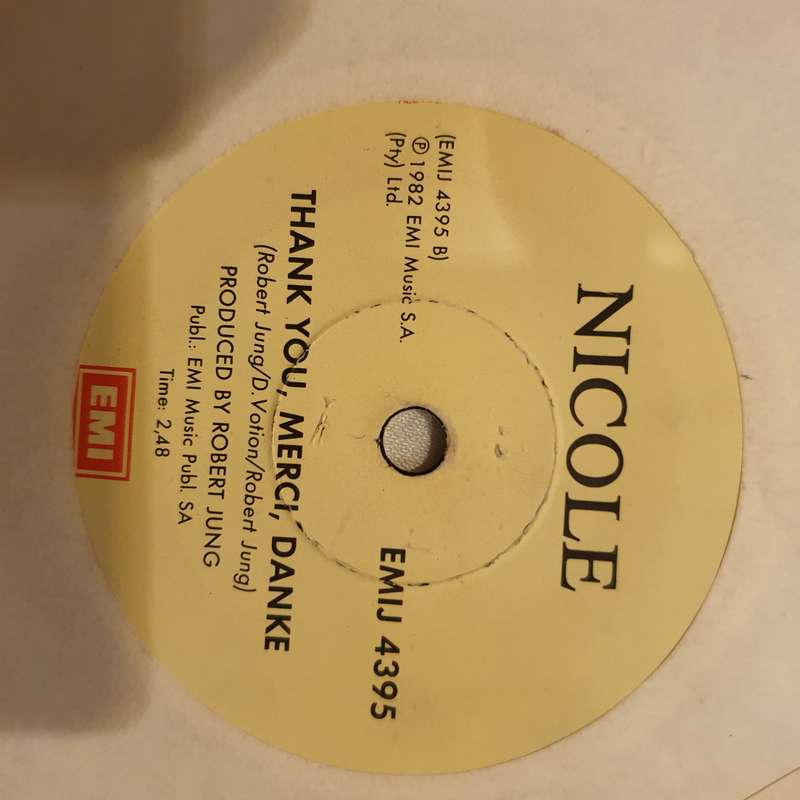 NICOLE
(EMIJ 4395 B)
Ⓟ 1982 EMI Music S.A.
(Pty) Ltd.
EMIJ 4395
THANK YOU, MERCI, DANKE
(Robert Jung/D.Votion/Robert Jung)
PRODUCED BY ROBERT JUNG
Publ.: EMI Music Publ. SA
Time: 2,48
EMI